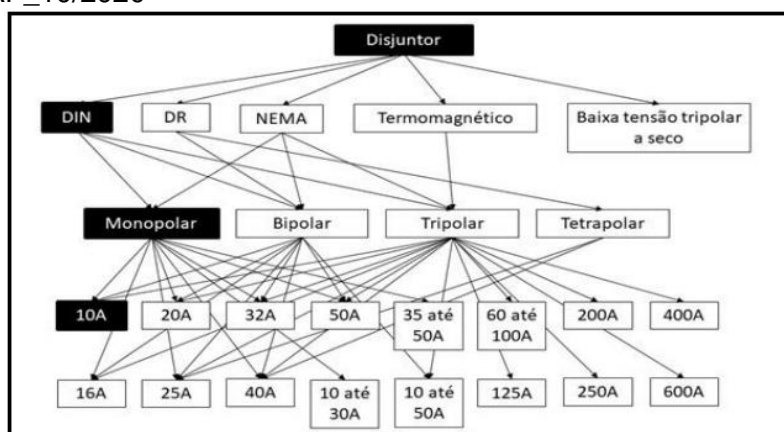 Disjuntor
DIN
DR
NEMA
Termomagnético
Baixa tensão tripolar
a seco
Monopolar
Bipolar
Tripolar
Tetrapolar
10A
20A
32A
50A
35 até
50A
60 até
100A
200A
400A
16A
25A
40A
10 até
30A
10 até
50A
125A
250A
600A